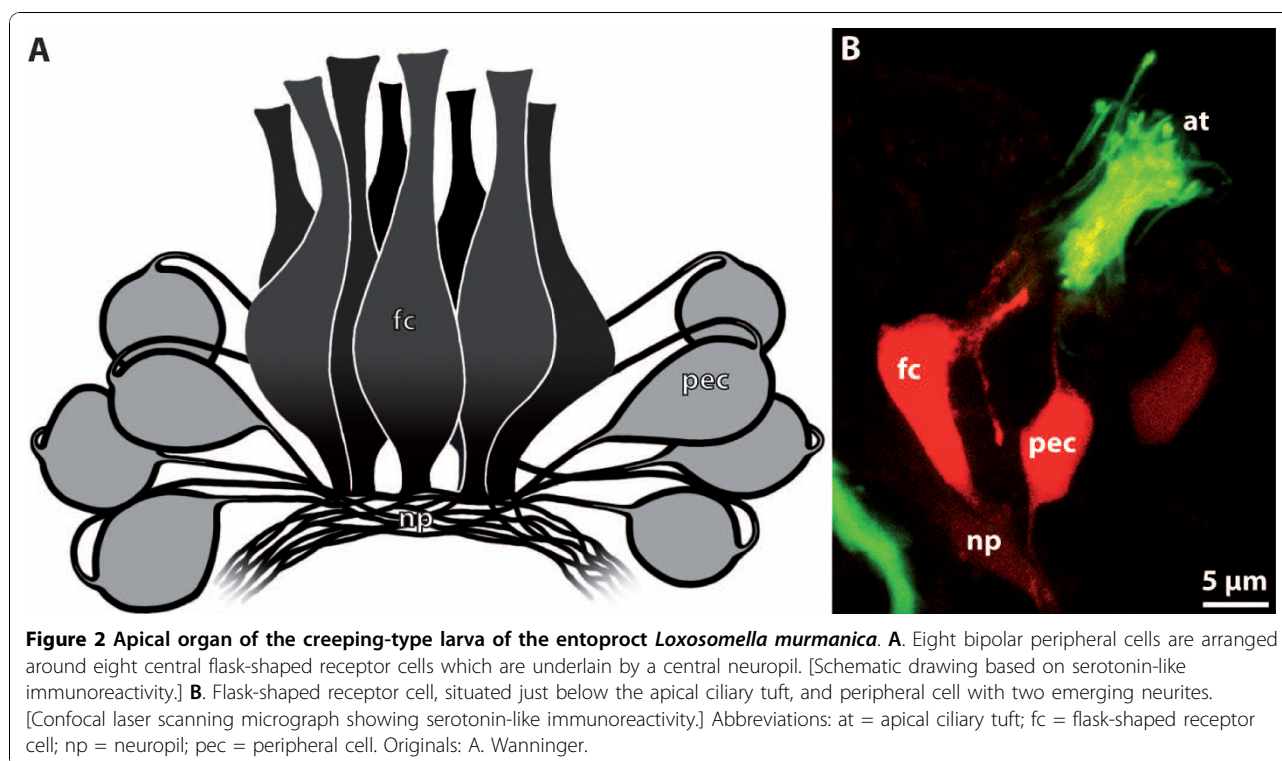 A
fc
pec
np
B
at
fc
pec
np
5 µm
Figure 2 Apical organ of the creeping-type larva of the entoproct Loxosomella murmanica. A. Eight bipolar peripheral cells are arranged
around eight central flask-shaped receptor cells which are underlain by a central neuropil. [Schematic drawing based on serotonin-like
immunoreactivity.] B. Flask-shaped receptor cell, situated just below the apical ciliary tuft, and peripheral cell with two emerging neurites.
[Confocal laser scanning micrograph showing serotonin-like immunoreactivity.] Abbreviations: at = apical ciliary tuft; fc = flask-shaped receptor
cell; np = neuropil; pec = peripheral cell. Originals: A. Wanninger.